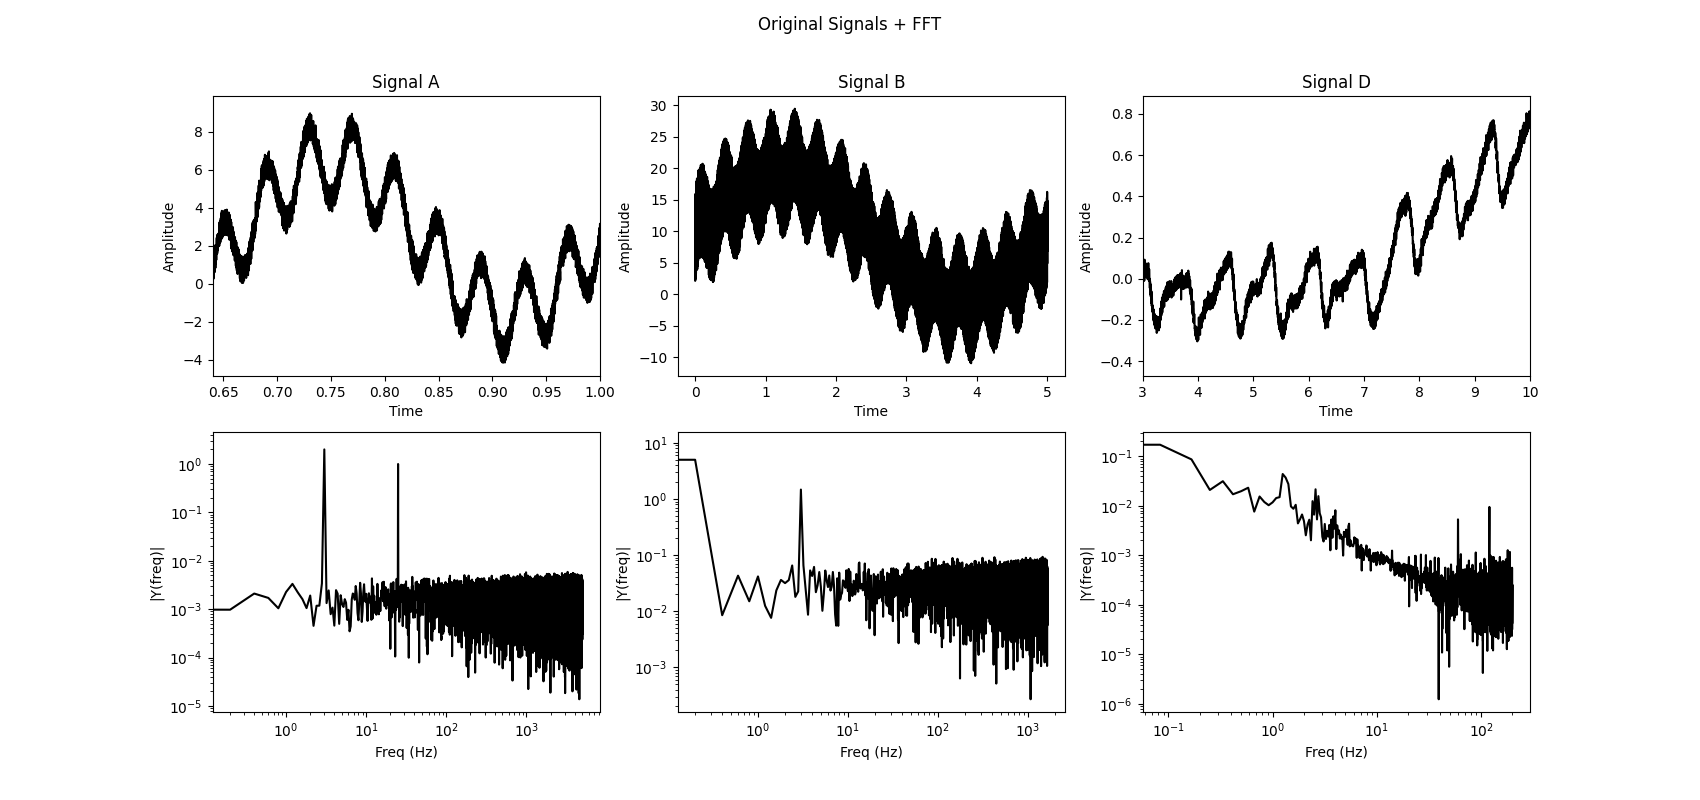 Original Signals + FFT
Signal A
Signal B
Signal D
Amplitude
8
6
4
2
0
−2
−4
0.65 0.70 0.75 0.80 0.85 0.90 0.95 1.00
Time
Amplitude
30
25
20
15
10
5
0
−5
−10
0 1 2 3 4 5
Time
Amplitude
0.8
0.6
0.4
0.2
0.0
−0.2
−0.4
3 4 5 6 7 8 9 10
Time
|Y(freq)|
10⁰
10⁻¹
10⁻²
10⁻³
10⁻⁴
10⁻⁵
10⁰ 10¹ 10² 10³
Freq (Hz)
|Y(freq)|
10¹
10⁰
10⁻¹
10⁻²
10⁻³
10⁰ 10¹ 10² 10³
Freq (Hz)
|Y(freq)|
10⁻¹
10⁻²
10⁻³
10⁻⁴
10⁻⁵
10⁻⁶
10⁻¹ 10⁰ 10¹ 10²
Freq (Hz)